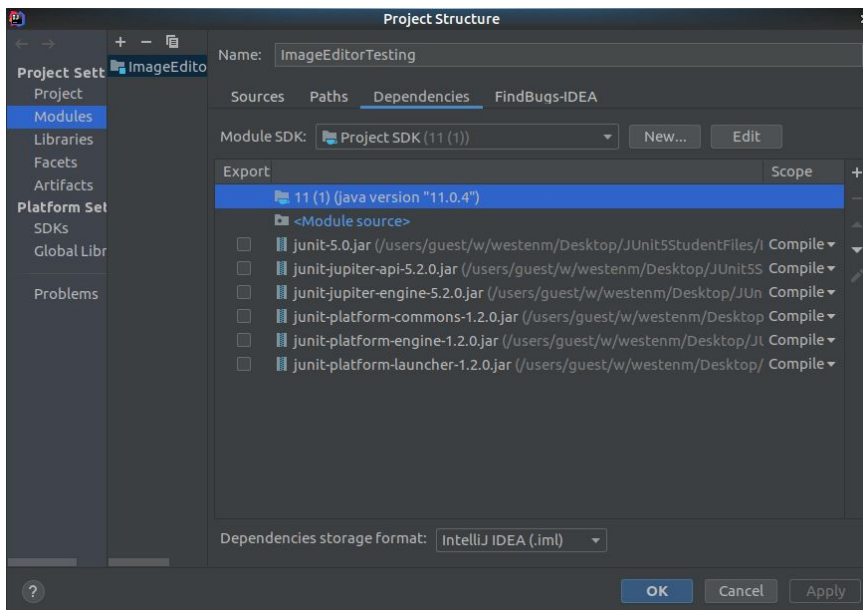 Project Structure
Project Sett
Project
Modules
Libraries
Facets
Artifacts
Platform Set
SDKs
Global Libr
Problems
ImageEdito
Name: ImageEditorTesting
Sources Paths Dependencies FindBugs-IDEA
Module SDK: Project SDK (11 (1)) New... Edit
Export Scope
11 (1) (java version "11.0.4")
<Module source>
junit-5.0.jar (/users/guest/w/westenm/Desktop/JUnit5StudentFiles/ Compile
junit-jupiter-api-5.2.0.jar (/users/guest/w/westenm/Desktop/JUnit5S Compile
junit-jupiter-engine-5.2.0.jar (/users/guest/w/westenm/Desktop/JUn Compile
junit-platform-commons-1.2.0.jar (/users/guest/w/westenm/Desktop Compile
junit-platform-engine-1.2.0.jar (/users/guest/w/westenm/Desktop/JU Compile
junit-platform-launcher-1.2.0.jar (/users/guest/w/westenm/Desktop/ Compile
Dependencies storage format: IntelliJ IDEA (.iml)
? OK Cancel Apply